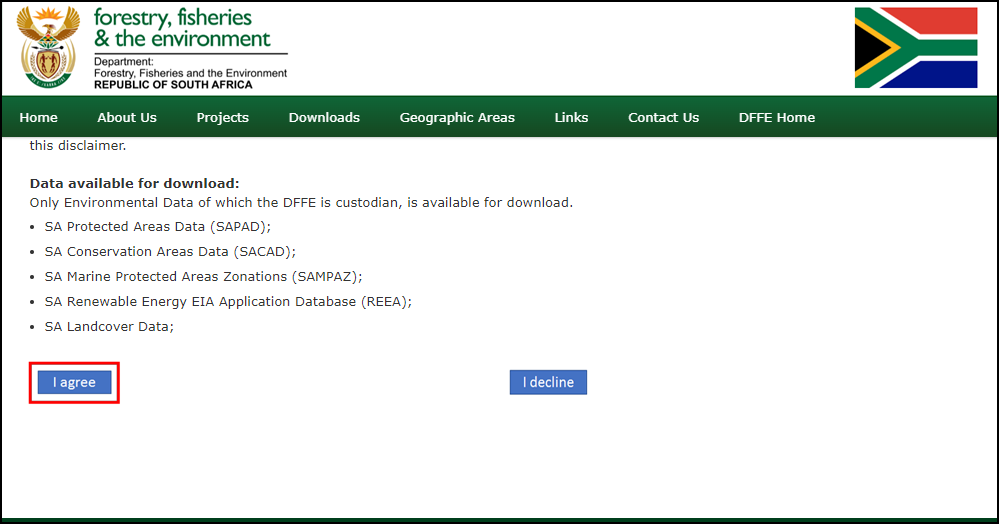 forestry, fisheries
& the environment
Department:
Forestry, Fisheries and the Environment
REPUBLIC OF SOUTH AFRICA
Home About Us Projects Downloads Geographic Areas Links Contact Us DFFE Home
this disclaimer.
Data available for download:
Only Environmental Data of which the DFFE is custodian, is available for download.
• SA Protected Areas Data (SAPAD);
• SA Conservation Areas Data (SACAD);
• SA Marine Protected Areas Zonations (SAMPAZ);
• SA Renewable Energy EIA Application Database (REEA);
• SA Landcover Data;
I agree I decline